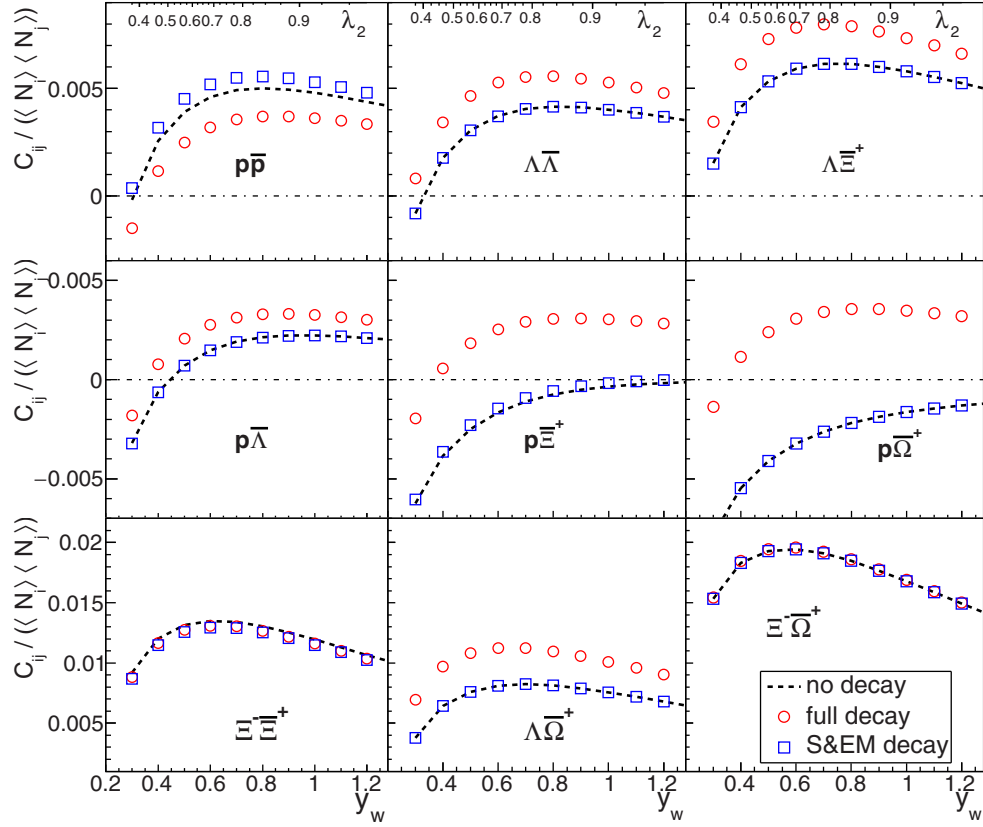 0.4 0.5 0.6 0.7 0.8 0.9 λ₂ 0.4 0.5 0.6 0.7 0.8 0.9 λ₂ 0.4 0.5 0.6 0.7 0.8 0.9 λ₂
C_ij / (⟨ N_i ⟩ ⟨ N_j ⟩)
0.005
0
pp̄ ΛΛ̄ ΛΞ̄⁺
C_ij / (⟨ N_i ⟩ ⟨ N_j ⟩)
0.005
0
−0.005
pΛ̄ pΞ̄⁺ pΩ̄⁺
C_ij / (⟨ N_i ⟩ ⟨ N_j ⟩)
0.02
0.015
0.01
0.005
Ξ⁻Ξ̄⁺ ΛΩ̄⁺ Ξ⁻Ω̄⁺
no decay
full decay
S&EM decay
0.2 0.4 0.6 0.8 1 1.2 0.4 0.6 0.8 1 1.2 0.4 0.6 0.8 1 1.2
y_w y_w y_w